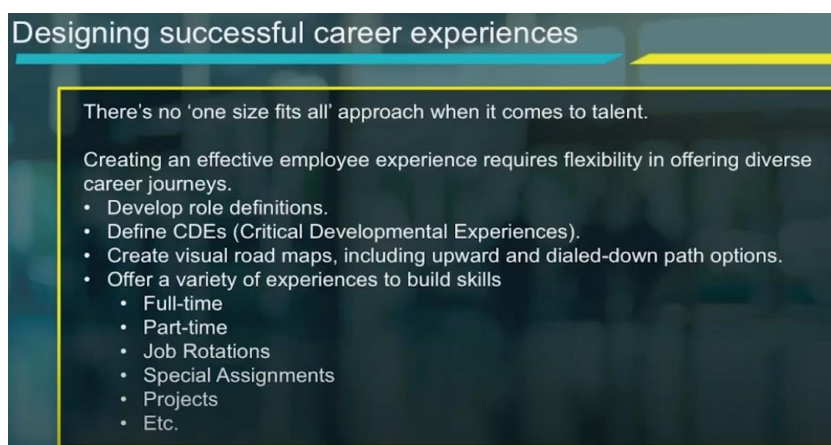 Designing successful career experiences
There's no 'one size fits all' approach when it comes to talent.
Creating an effective employee experience requires flexibility in offering diverse
career journeys.
• Develop role definitions.
• Define CDEs (Critical Developmental Experiences).
• Create visual road maps, including upward and dialed-down path options.
• Offer a variety of experiences to build skills
• Full-time
• Part-time
• Job Rotations
• Special Assignments
• Projects
• Etc.